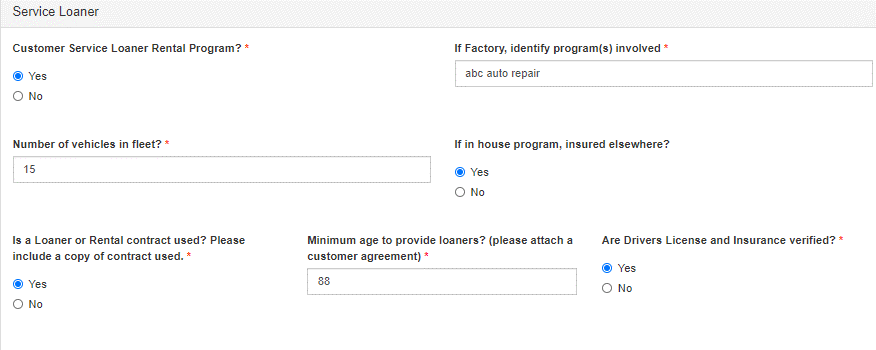 Service Loaner
Customer Service Loaner Rental Program? *
Yes
No
If Factory, identify program(s) involved *
abc auto repair
Number of vehicles in fleet? *
15
If in house program, insured elsewhere?
Yes
No
Is a Loaner or Rental contract used? Please
include a copy of contract used. *
Yes
No
Minimum age to provide loaners? (please attach a
customer agreement) *
88
Are Drivers License and Insurance verified? *
Yes
No